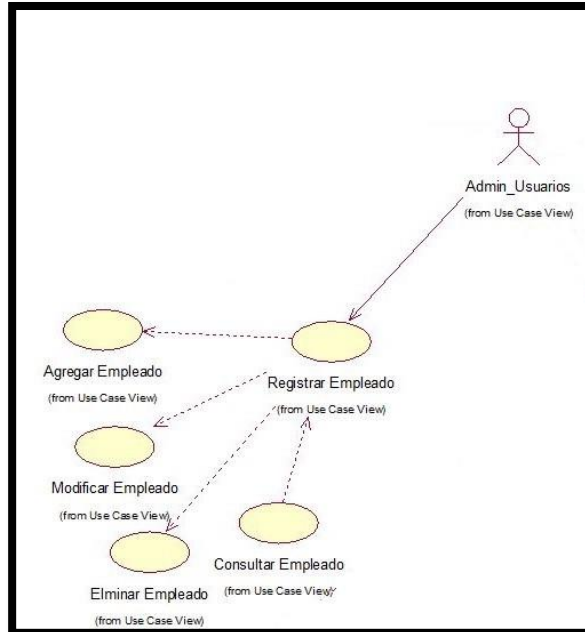 Admin_Usuarios
(from Use Case View)
Agregar Empleado
(from Use Case View)
Registrar Empleado
(from Use Case View)
Modificar Empleado
(from Use Case View)
Consultar Empleado
(from Use Case View)
Elminar Empleado
(from Use Case View)